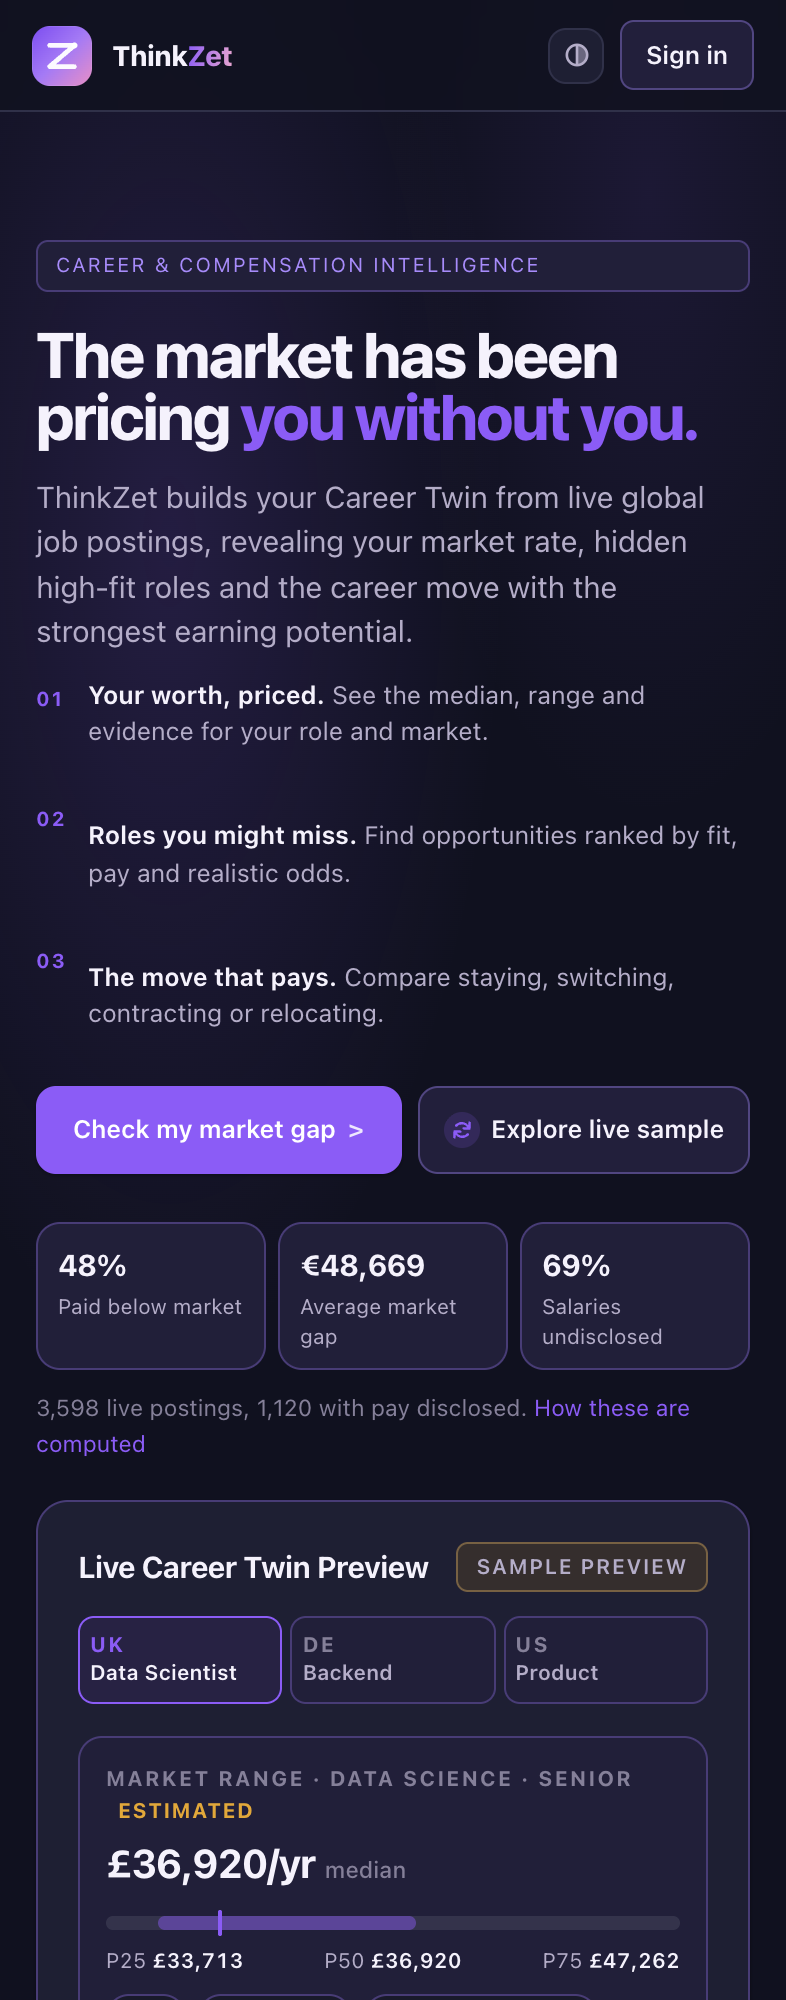 ThinkZet
Sign in
CAREER & COMPENSATION INTELLIGENCE
The market has been
pricing you without you.
ThinkZet builds your Career Twin from live global
job postings, revealing your market rate, hidden
high-fit roles and the career move with the
strongest earning potential.
01 Your worth, priced. See the median, range and
evidence for your role and market.
02 Roles you might miss. Find opportunities ranked by fit,
pay and realistic odds.
03 The move that pays. Compare staying, switching,
contracting or relocating.
Check my market gap >
Explore live sample
48%
Paid below market
€48,669
Average market
gap
69%
Salaries
undisclosed
3,598 live postings, 1,120 with pay disclosed. How these are
computed
Live Career Twin Preview
SAMPLE PREVIEW
UK
Data Scientist
DE
Backend
US
Product
MARKET RANGE · DATA SCIENCE · SENIOR
ESTIMATED
£36,920/yr median
P25 £33,713 P50 £36,920 P75 £47,262